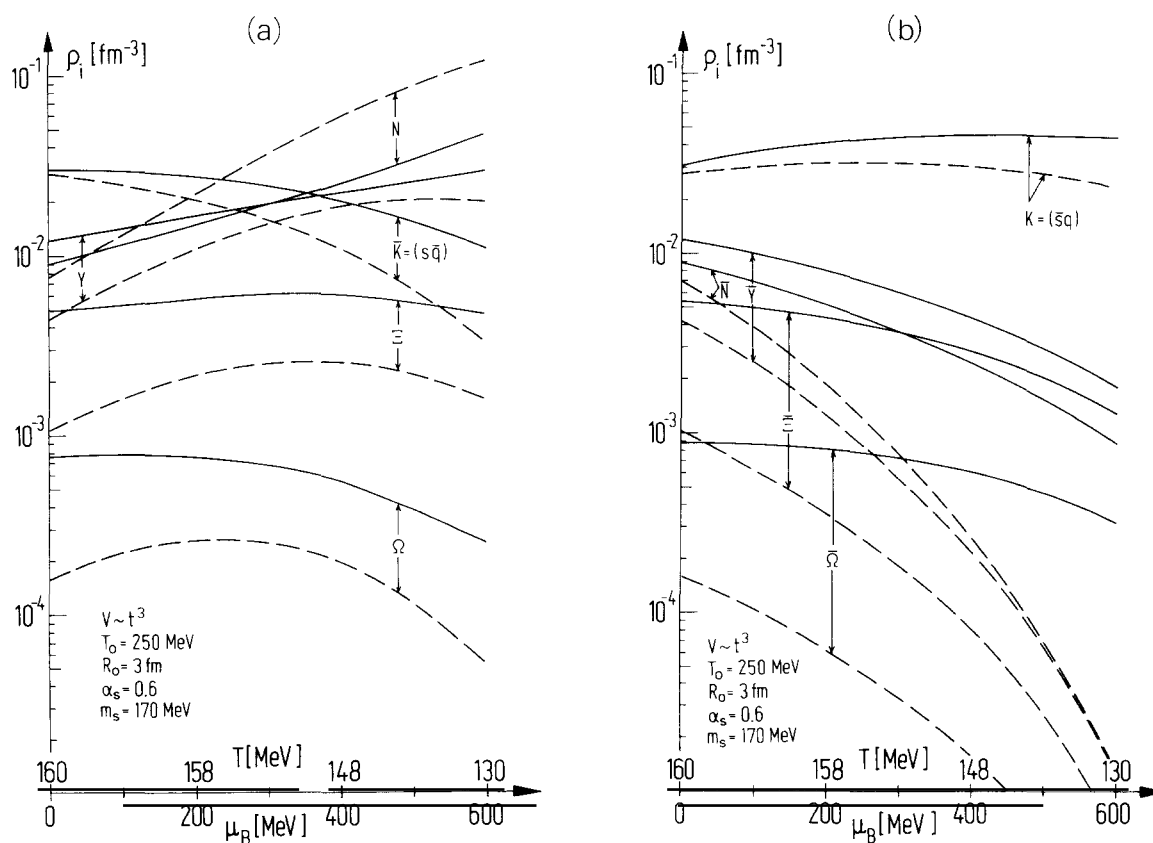 (a)
ρi [fm⁻³]
10⁻¹
10⁻²
10⁻³
10⁻⁴
N
Y
K̄=(sq̄)
Ξ
Ω
V~t³
T₀ = 250 MeV
R₀ = 3 fm
αs = 0.6
ms = 170 MeV
T [MeV]
160 158 148 130
0 200 400 600
μB [MeV]
(b)
ρi [fm⁻³]
10⁻¹
10⁻²
10⁻³
10⁻⁴
K=(s̄q)
N̄
Ȳ
Ξ̄
Ω̄
V~t³
T₀ = 250 MeV
R₀ = 3 fm
αs = 0.6
ms = 170 MeV
T [MeV]
160 158 148 130
0 200 400 600
μB [MeV]